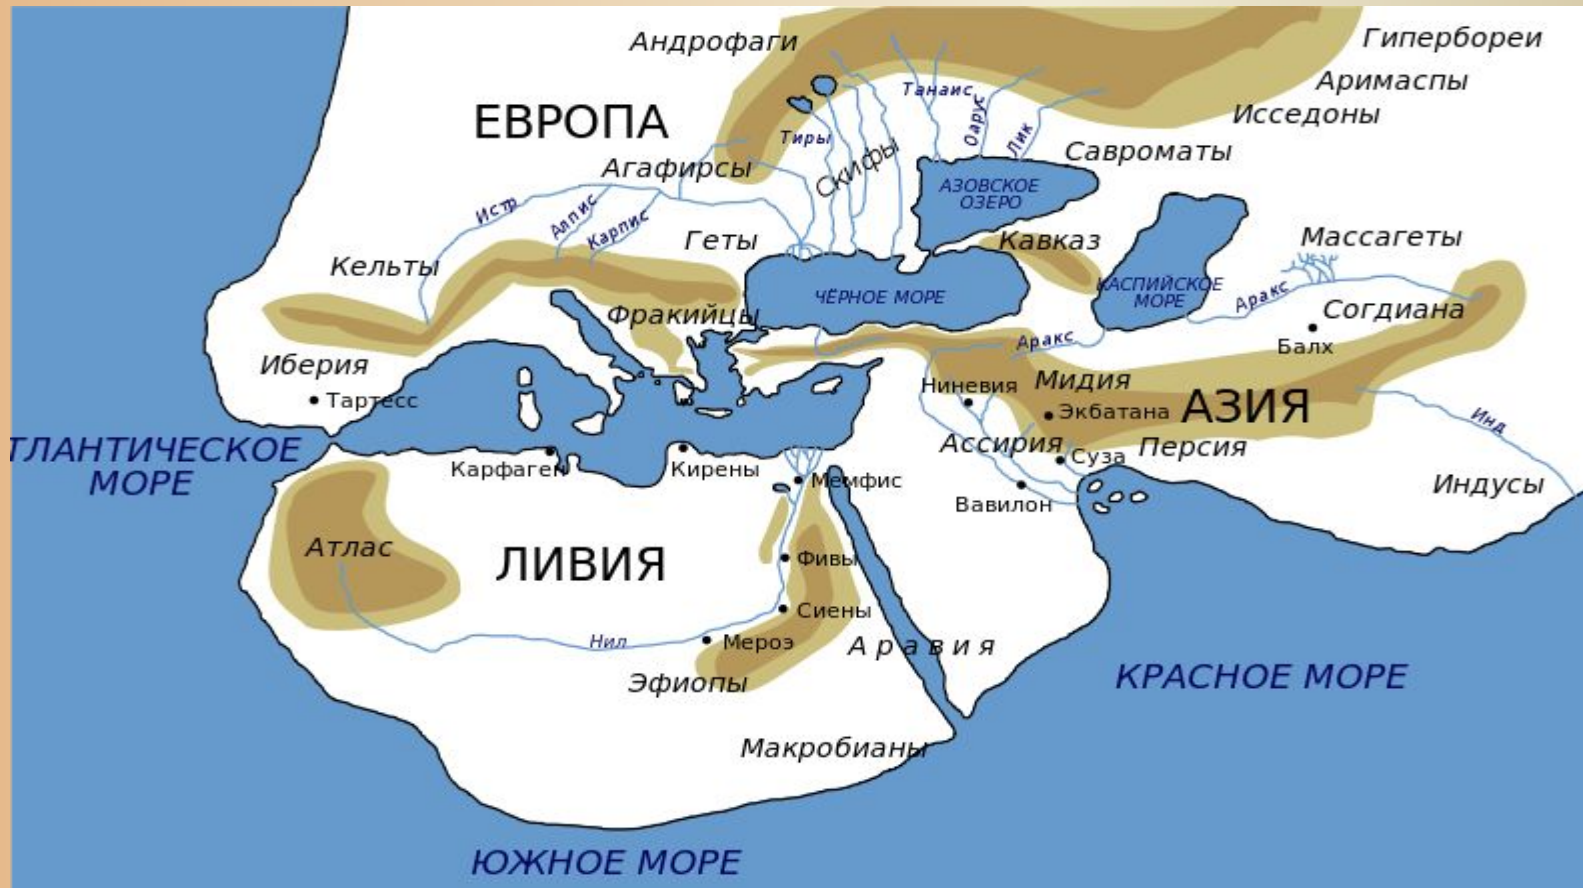 Андрофаги
Гипербореи
Аримаспы
Исседоны
ЕВРОПА
Танаис
Оарус
Лик
Тиры
Скифы
Савроматы
Агафирсы
АЗОВСКОЕ
ОЗЕРО
Истр
Алпис
Карпис
Геты
Кавказ
Массагеты
Кельты
ЧЁРНОЕ МОРЕ
КАСПИЙСКОЕ
МОРЕ
Аракс
Согдиана
Фракийцы
Аракс
Балх
Иберия
Тартесс
Ниневия
Мидия
Экбатана
АЗИЯ
Инд
ТЛАНТИЧЕСКОЕ
МОРЕ
Карфаген
Кирены
Ассирия
Суза
Персия
Мемфис
Вавилон
Индусы
Атлас
ЛИВИЯ
Фивы
Сиены
Нил
Мероэ
Аравия
Эфиопы
КРАСНОЕ МОРЕ
Макробианы
ЮЖНОЕ МОРЕ